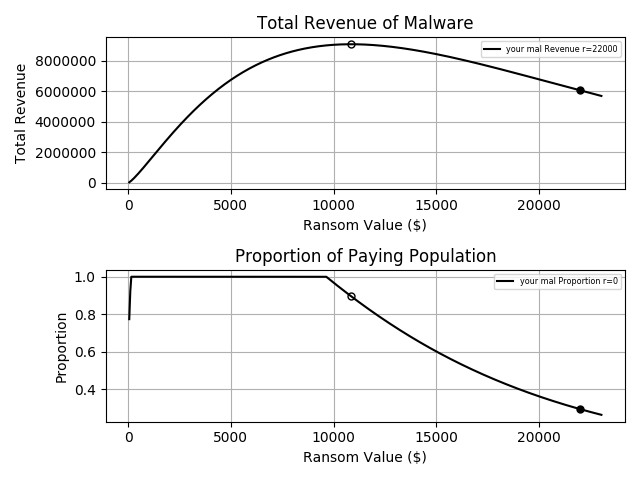 Total Revenue of Malware
your mal Revenue r=22000
8000000
6000000
4000000
2000000
0
Total Revenue
0 5000 10000 15000 20000
Ransom Value ($)
Proportion of Paying Population
your mal Proportion r=0
1.0
0.8
0.6
0.4
Proportion
0 5000 10000 15000 20000
Ransom Value ($)